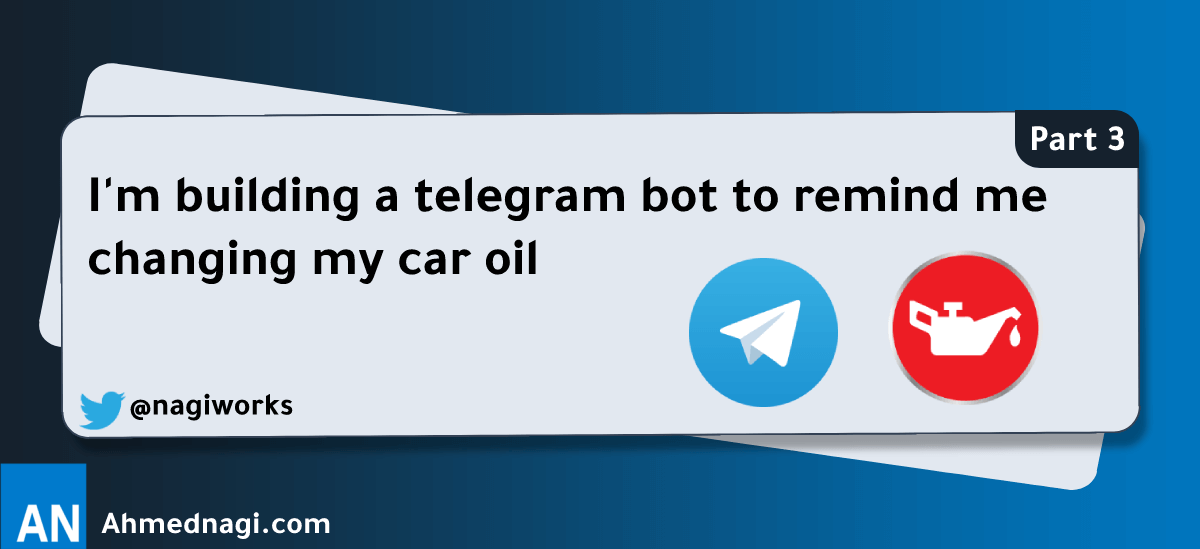 Part 3
I'm building a telegram bot to remind me
changing my car oil
@nagiworks
AN
Ahmednagi.com